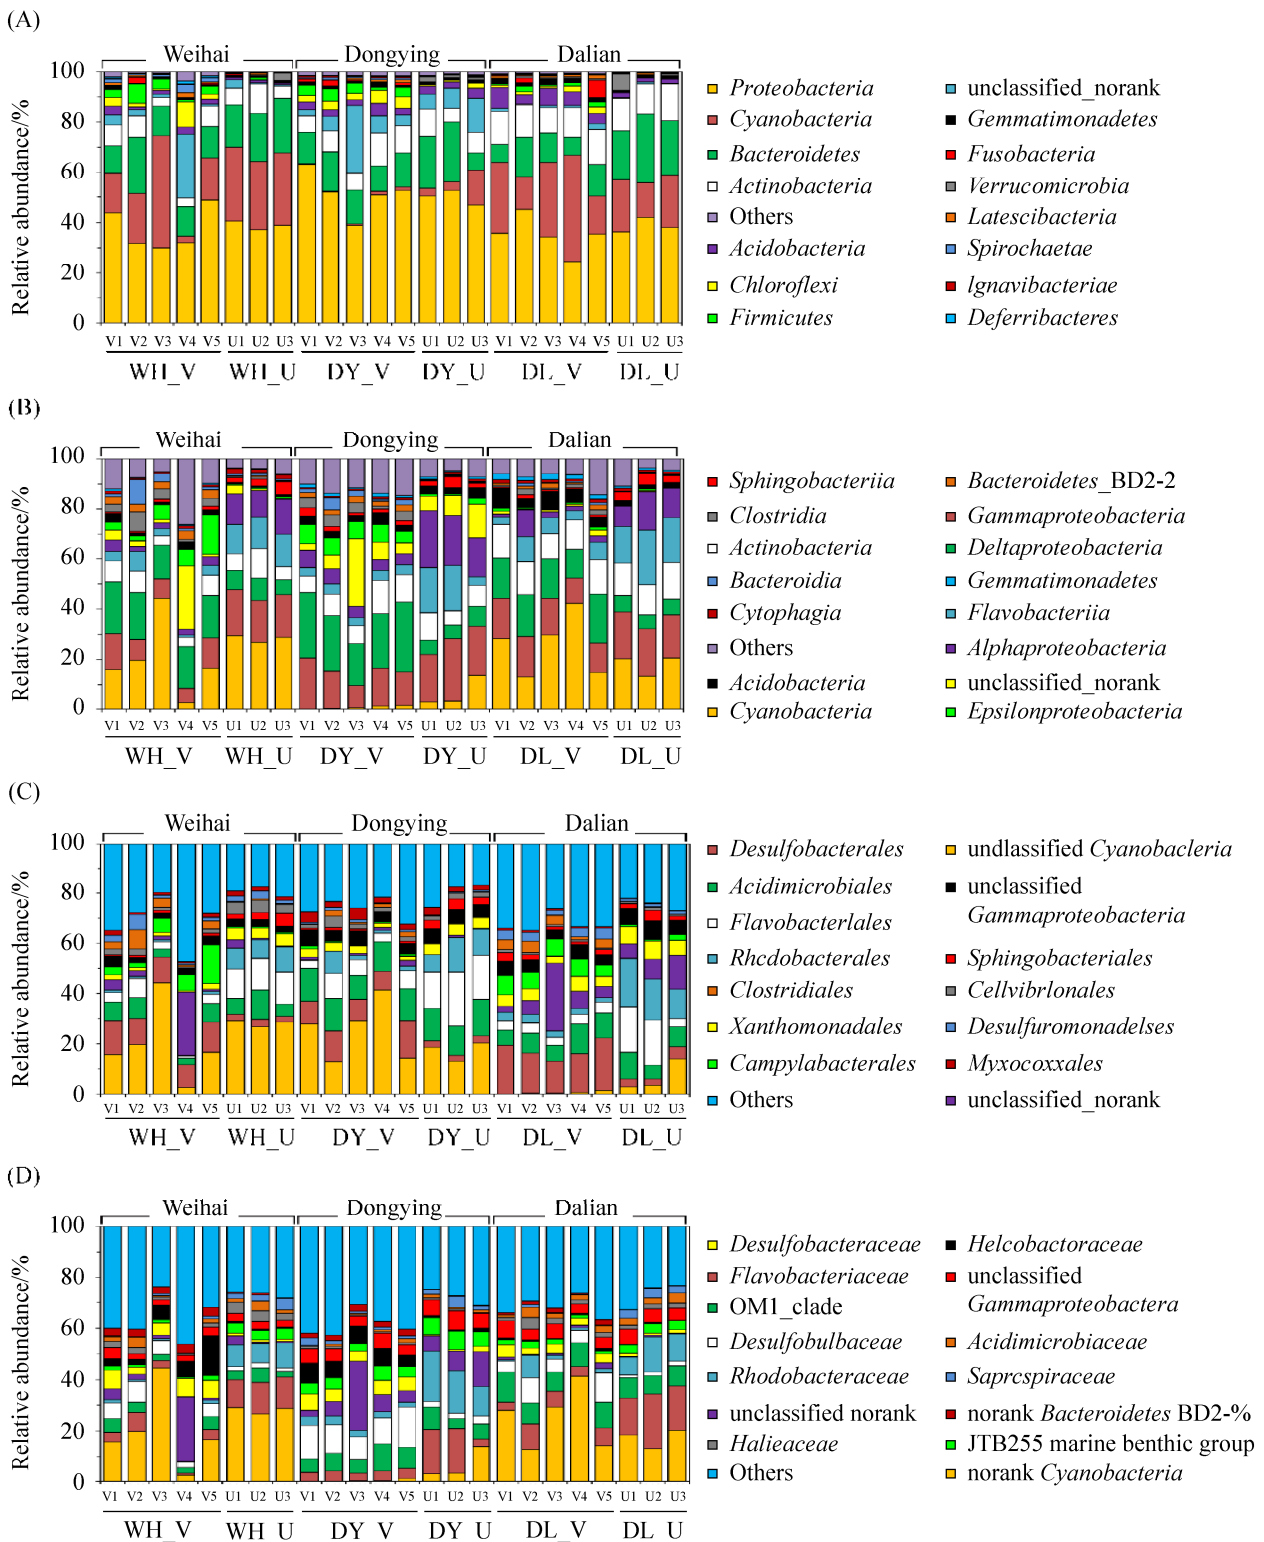 (A)
Weihai Dongying Dalian
Relative abundance/%
100
80
60
40
20
0
V1 V2 V3 V4 V5 U1 U2 U3 V1 V2 V3 V4 V5 U1 U2 U3 V1 V2 V3 V4 V5 U1 U2 U3
WH_V WH_U DY_V DY_U DL_V DL_U
Proteobacteria unclassified_norank
Cyanobacteria Gemmatimonadetes
Bacteroidetes Fusobacteria
Actinobacteria Verrucomicrobia
Others Latescibacteria
Acidobacteria Spirochaetae
Chloroflexi lgnavibacteriae
Firmicutes Deferribacteres
(B)
Weihai Dongying Dalian
Relative abundance/%
100
80
60
40
20
0
V1 V2 V3 V4 V5 U1 U2 U3 V1 V2 V3 V4 V5 U1 U2 U3 V1 V2 V3 V4 V5 U1 U2 U3
WH_V WH_U DY_V DY_U DL_V DL_U
Sphingobacteriia Bacteroidetes_BD2-2
Clostridia Gammaproteobacteria
Actinobacteria Deltaproteobacteria
Bacteroidia Gemmatimonadetes
Cytophagia Flavobacteriia
Others Alphaproteobacteria
Acidobacteria unclassified_norank
Cyanobacteria Epsilonproteobacteria
(C)
Weihai Dongying Dalian
Relative abundance/%
100
80
60
40
20
0
V1 V2 V3 V4 V5 U1 U2 U3 V1 V2 V3 V4 V5 U1 U2 U3 V1 V2 V3 V4 V5 U1 U2 U3
WH_V WH_U DY_V DY_U DL_V DL_U
Desulfobacterales undlassified Cyanobacleria
Acidimicrobiales unclassified
Gammaproteobacteria
Flavobacterlales
Rhcdobacterales Sphingobacteriales
Clostridiales Cellvibrlonales
Xanthomonadales Desulfuromonadelses
Campylabacterales Myxocoxxales
Others unclassified_norank
(D)
Weihai Dongying Dalian
Relative abundance/%
100
80
60
40
20
0
V1 V2 V3 V4 V5 U1 U2 U3 V1 V2 V3 V4 V5 U1 U2 U3 V1 V2 V3 V4 V5 U1 U2 U3
WH_V WH U DY V DY U DL_V DL U
Desulfobacteraceae Helcobactoraceae
Flavobacteriaceae unclassified
Gammaproteobactera
OM1_clade
Desulfobulbaceae Acidimicrobiaceae
Rhodobacteraceae Saprcspiraceae
unclassified norank norank Bacteroidetes BD2-%
Halieaceae JTB255 marine benthic group
Others norank Cyanobacteria